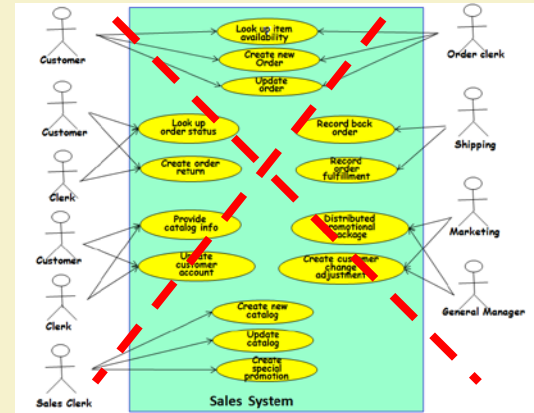 Look up item
availability
Customer
Order clerk
Create new
Order
Update
order
Customer
Look up
order status
Record back
order
Shipping
Create order
return
Record
order
fulfillment
Clerk
Provide
catalog info
Distributed
promotional
package
Marketing
Customer
Update
customer
account
Create customer
change
adjustment
Clerk
General Manager
Create new
catalog
Update
catalog
Create
special
promotion
Sales Clerk
Sales System